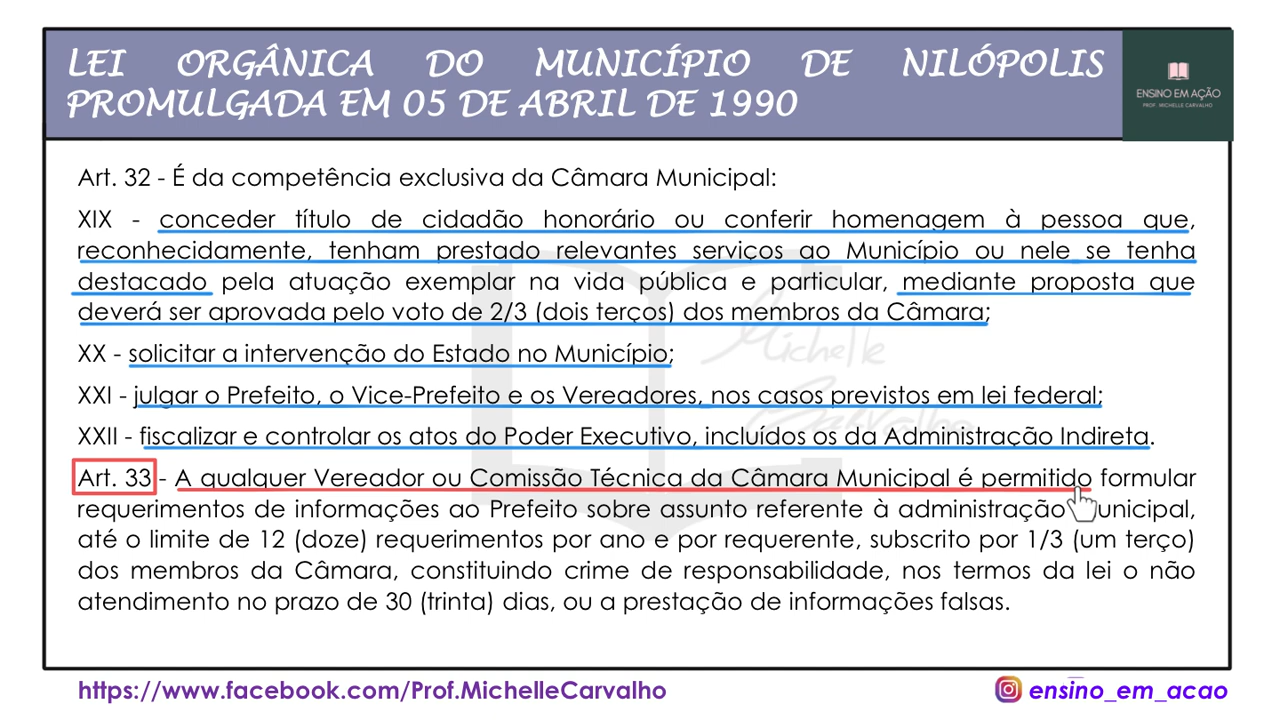 LEI ORGÂNICA DO MUNICÍPIO DE NILÓPOLIS
PROMULGADA EM 05 DE ABRIL DE 1990
ENSINO EM AÇÃO
PROF. MICHELLE CARVALHO
Art. 32 - É da competência exclusiva da Câmara Municipal:
XIX - conceder título de cidadão honorário ou conferir homenagem à pessoa que,
reconhecidamente, tenham prestado relevantes serviços ao Município ou nele se tenha
destacado pela atuação exemplar na vida pública e particular, mediante proposta que
deverá ser aprovada pelo voto de 2/3 (dois terços) dos membros da Câmara;
XX - solicitar a intervenção do Estado no Município;
XXI - julgar o Prefeito, o Vice-Prefeito e os Vereadores, nos casos previstos em lei federal;
XXII - fiscalizar e controlar os atos do Poder Executivo, incluídos os da Administração Indireta.
Art. 33 - A qualquer Vereador ou Comissão Técnica da Câmara Municipal é permitido formular
requerimentos de informações ao Prefeito sobre assunto referente à administração municipal,
até o limite de 12 (doze) requerimentos por ano e por requerente, subscrito por 1/3 (um terço)
dos membros da Câmara, constituindo crime de responsabilidade, nos termos da lei o não
atendimento no prazo de 30 (trinta) dias, ou a prestação de informações falsas.
Michelle
Carvalho
https://www.facebook.com/Prof.MichelleCarvalho
ensino_em_acao